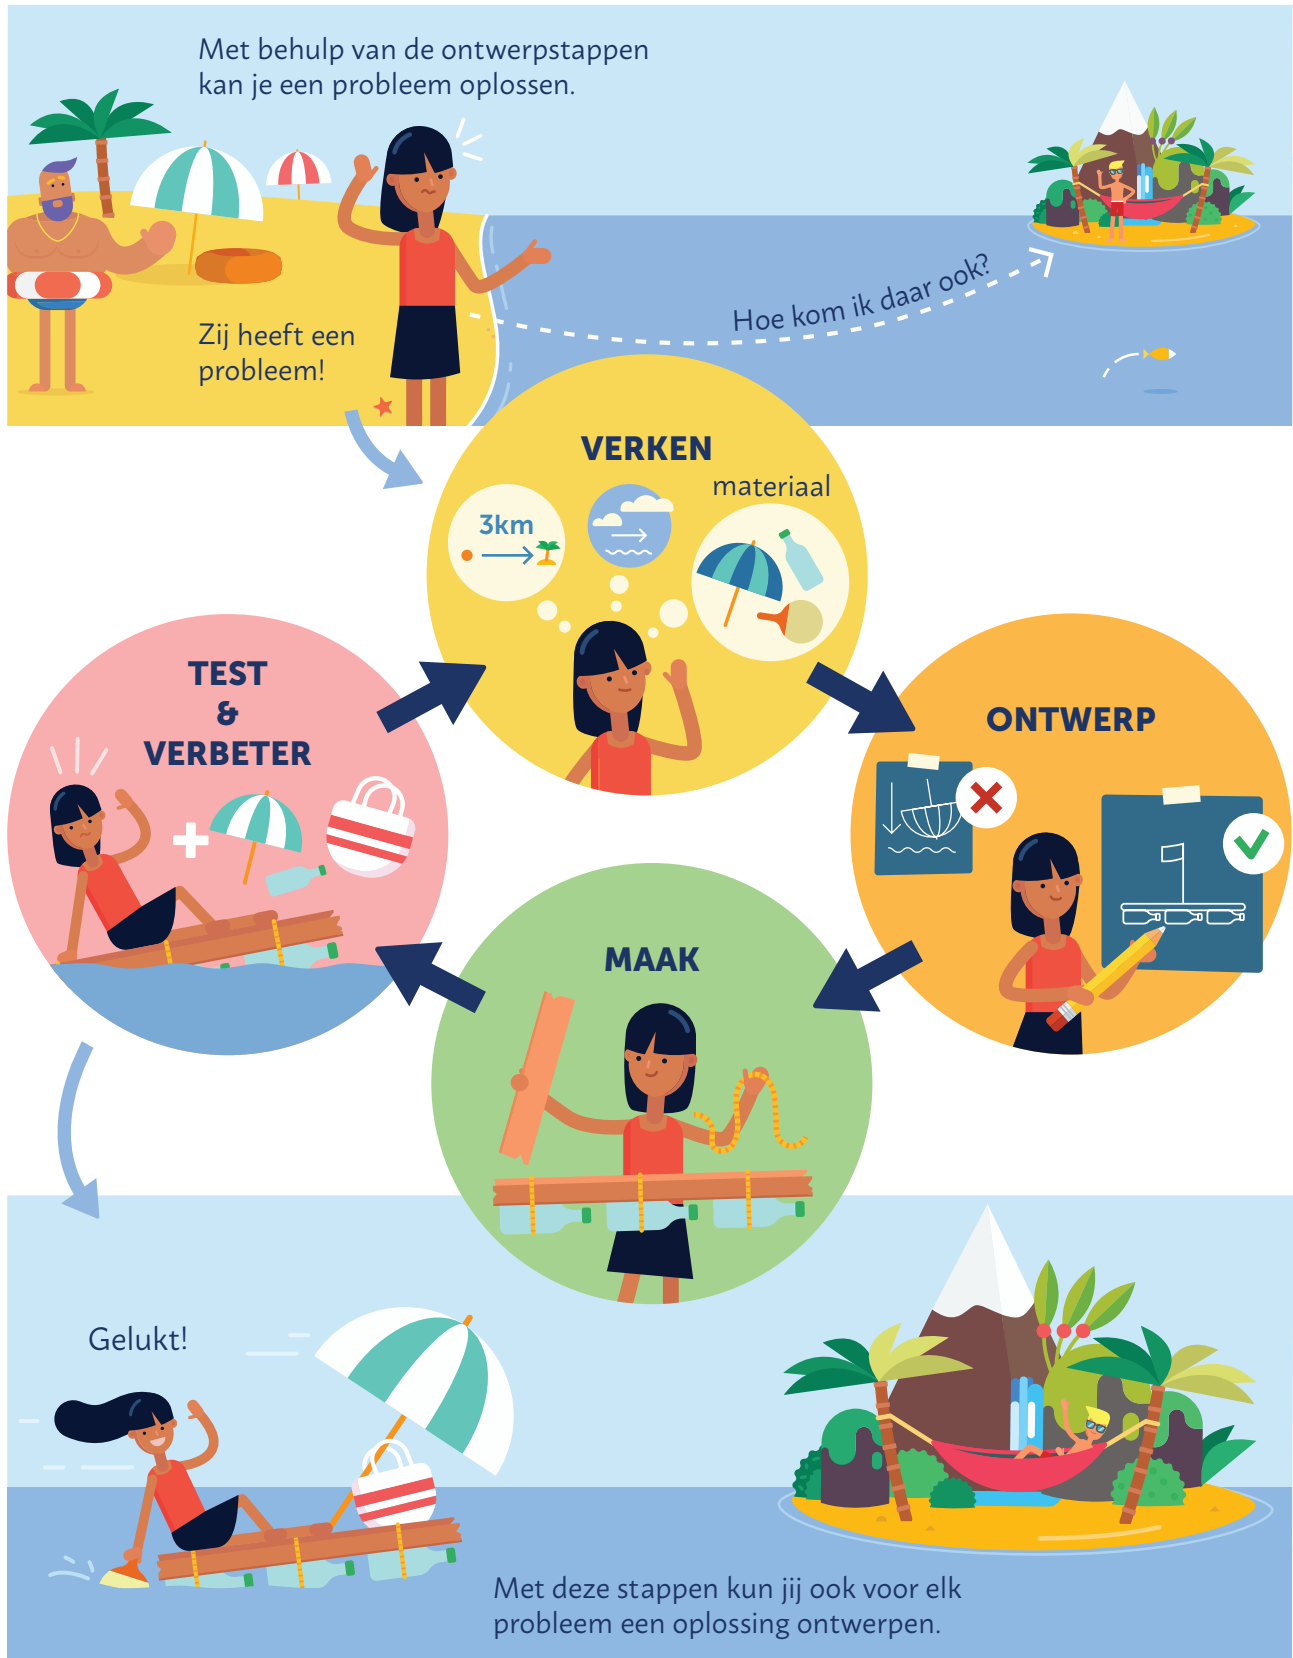 Met behulp van de ontwerpstappen
kan je een probleem oplossen.
Hoe kom ik daar ook?
Zij heeft een
probleem!
VERKEN
materiaal
3km
TEST
&
VERBETER
ONTWERP
MAAK
Gelukt!
Met deze stappen kun jij ook voor elk
probleem een oplossing ontwerpen.